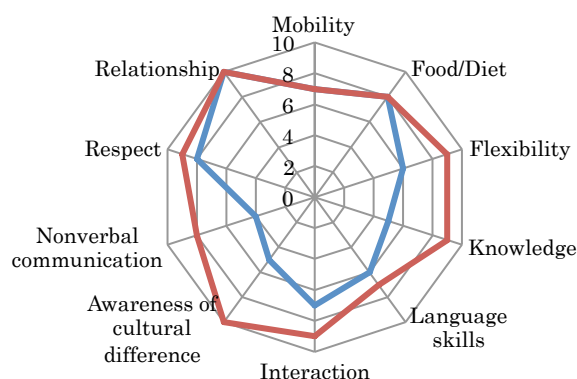 Mobility
10
8
6
4
2
0
Food/Diet
Flexibility
Knowledge
Language
skills
Interaction
Awareness of
cultural
difference
Nonverbal
communication
Respect
Relationship